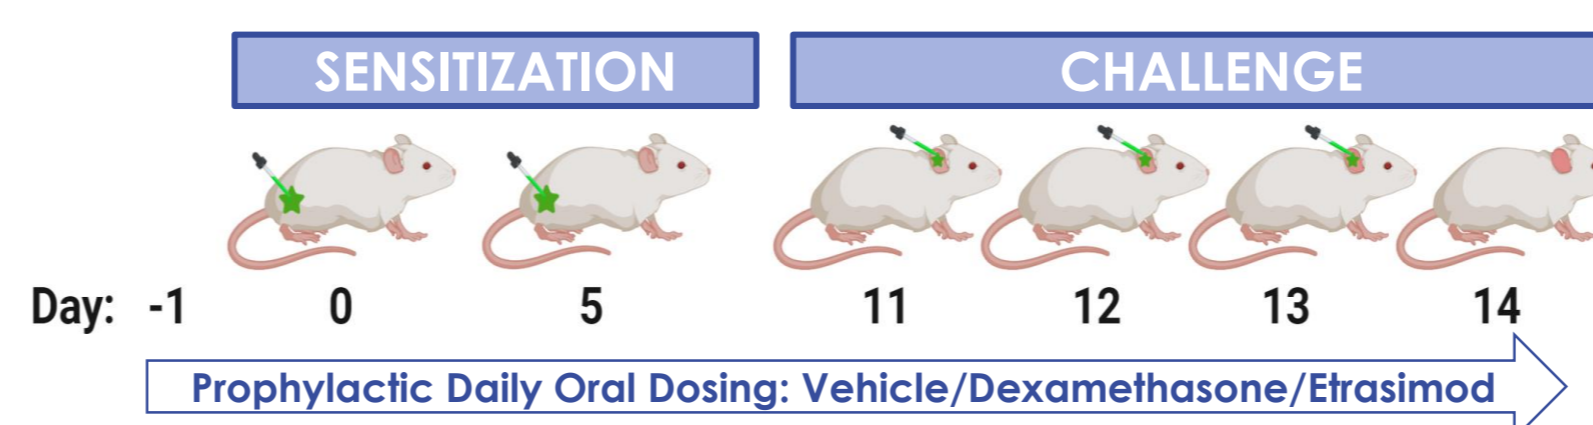 SENSITIZATION CHALLENGE
Day: -1 0 5 11 12 13 14
Prophylactic Daily Oral Dosing: Vehicle/Dexamethasone/Etrasimod